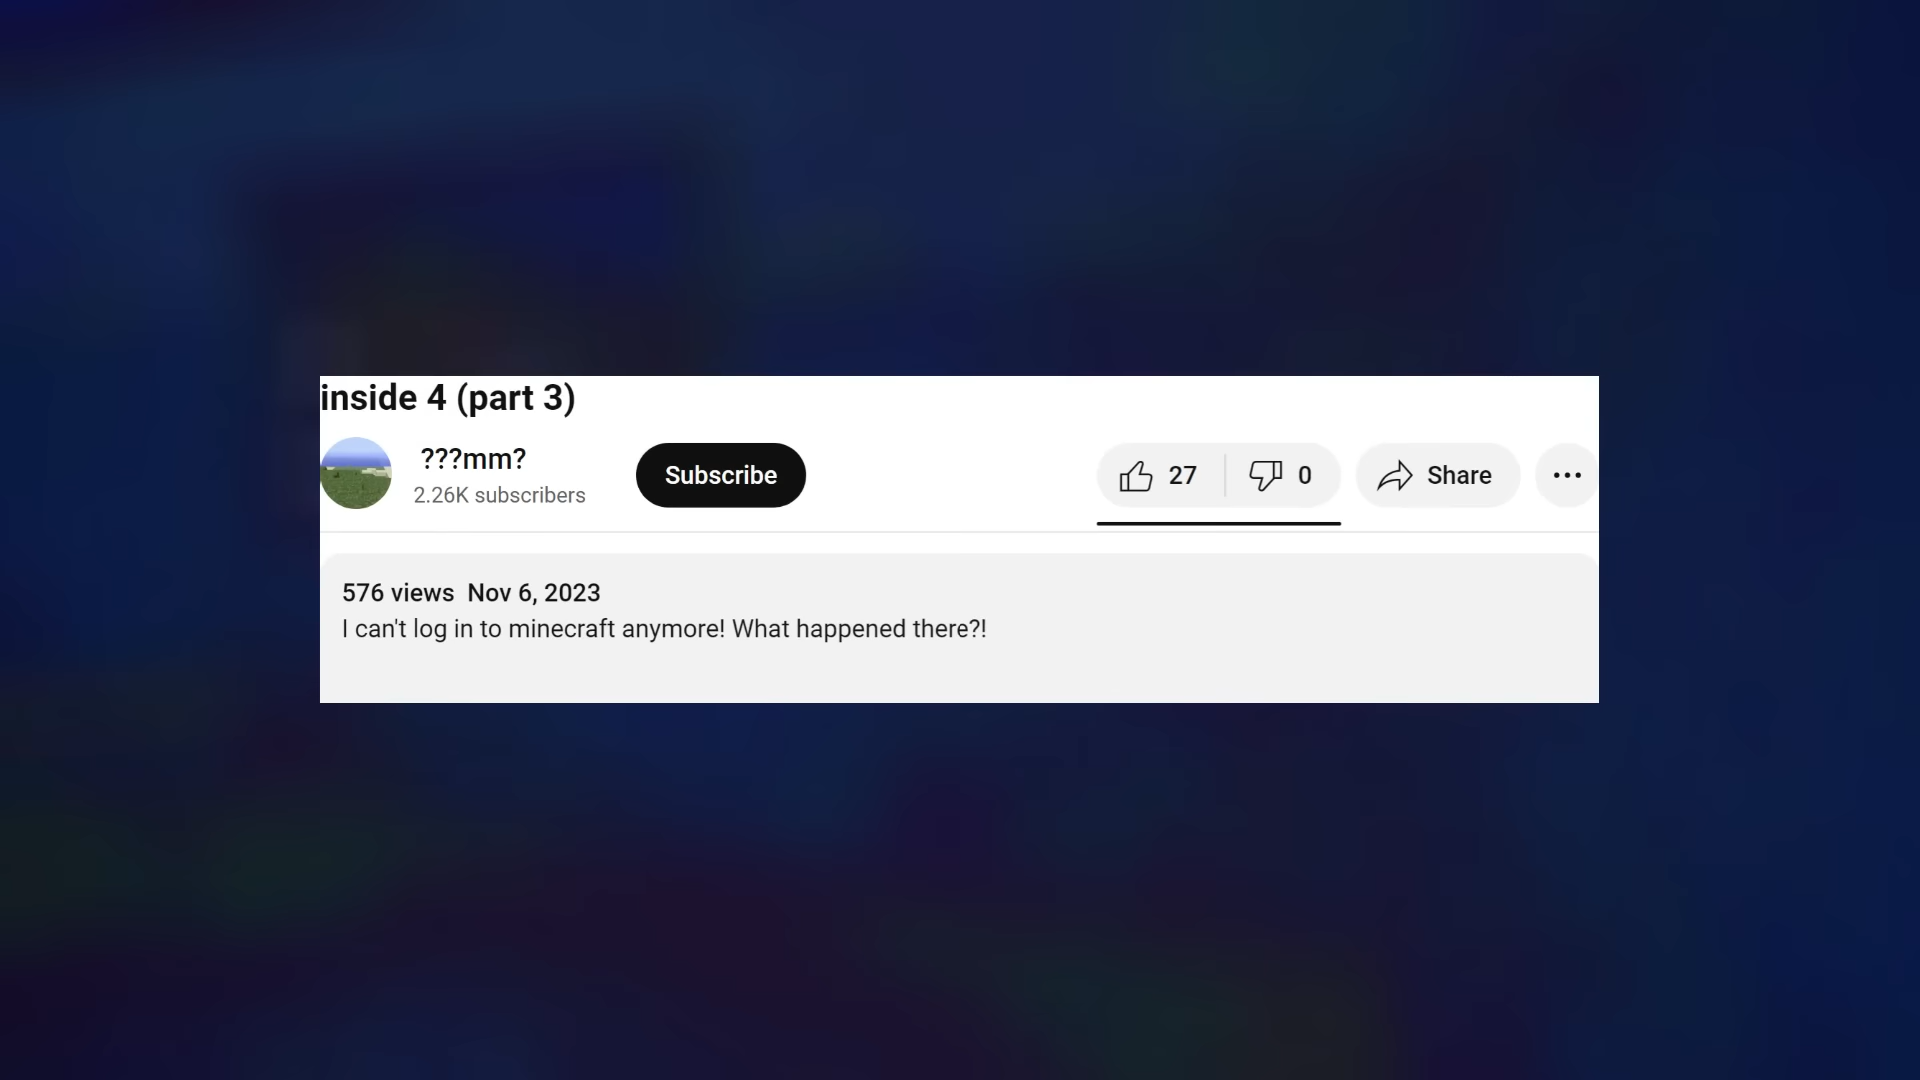 inside 4 (part 3)
???mm?
2.26K subscribers
Subscribe
27
0
Share
576 views Nov 6, 2023
I can't log in to minecraft anymore! What happened there?!